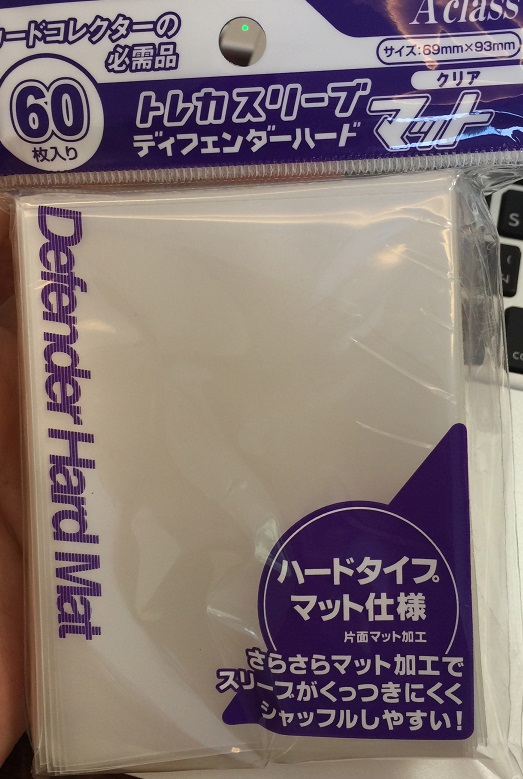 ードコレクターの
必需品
A class
サイズ:69mm×93mm
60
枚入り
トレカスリーブ
ディフェンダーハード
クリア
マット
Defender Hard Mat
ハードタイプ
マット仕様
片面マット加工
さらさらマット加工で
スリーブがくっつきにくく
シャッフルしやすい!